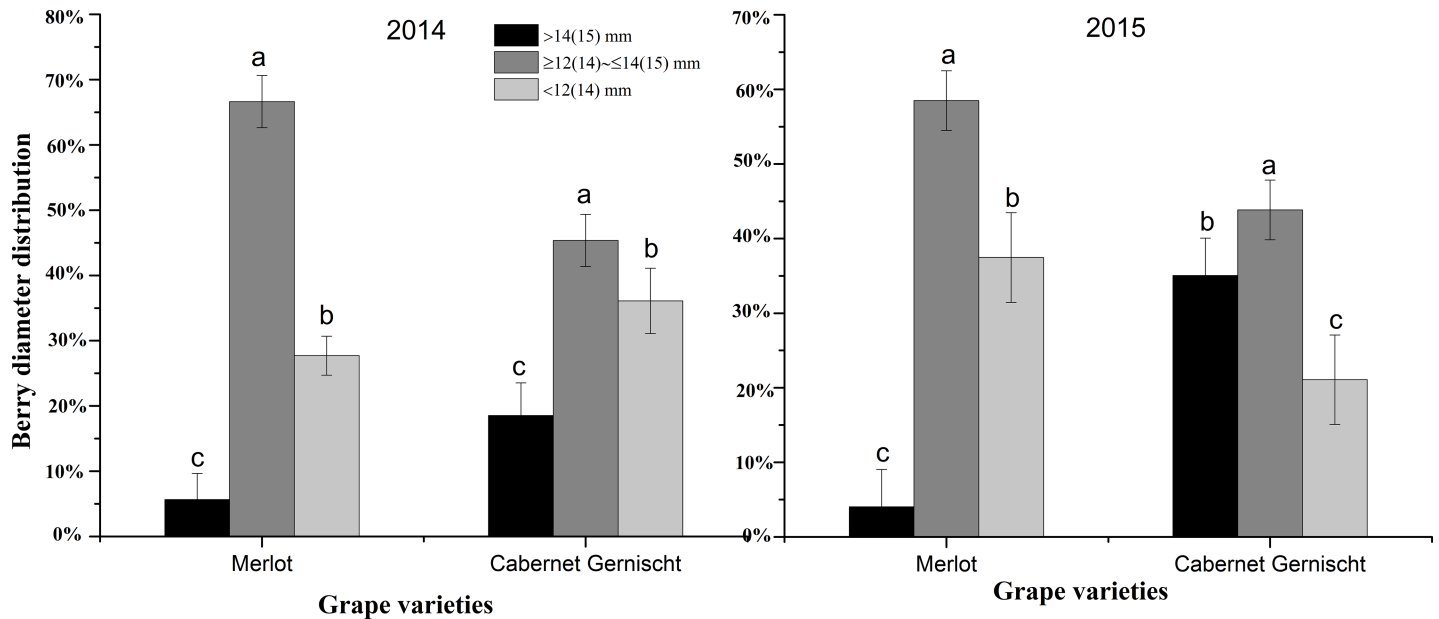 2014
>14(15) mm
≥12(14)~≤14(15) mm
<12(14) mm
Berry diameter distribution
80%
70%
60%
50%
40%
30%
20%
10%
0%
c
a
b
c
a
b
Merlot
Cabernet Gernischt
Grape varieties
2015
70%
60%
50%
40%
30%
20%
10%
0%
c
a
b
b
a
c
Merlot
Cabernet Gernischt
Grape varieties